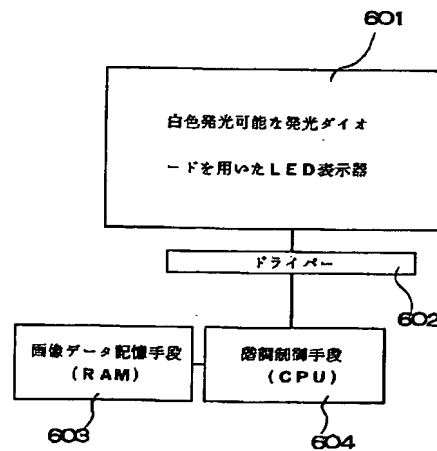 601
白色発光可能な発光ダイオ
ードを用いたLED表示器
ドライバー
602
画像データ記憶手段
(RAM)
階調制御手段
(CPU)
603
604